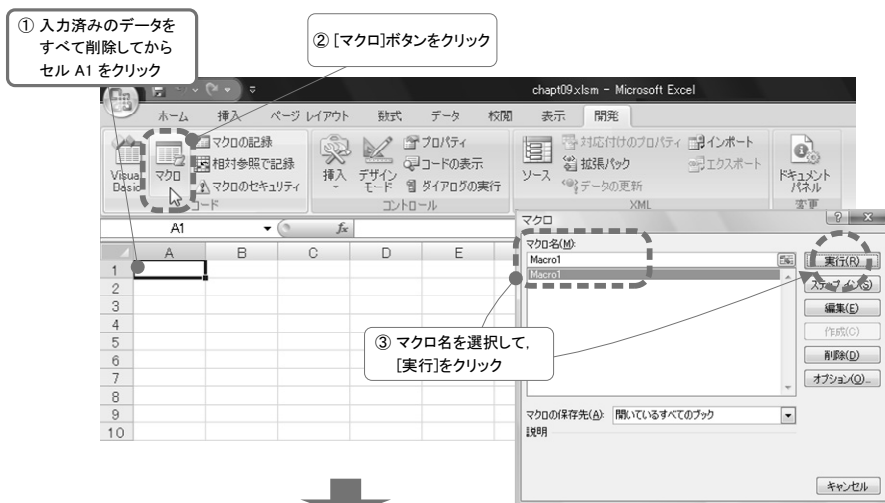 ① 入力済みのデータを
すべて削除してから
セル A1 をクリック
② [マクロ]ボタンをクリック
chapt09.xlsm - Microsoft Excel
ホーム 挿入 ページ レイアウト 数式 データ 校閲 表示 開発
Visual Basic
マクロ
マクロの記録
相対参照で記録
マクロのセキュリティ
コード
挿入
デザイン モード
プロパティ
コードの表示
ダイアログの実行
コントロール
ソース
対応付けのプロパティ
拡張パック
データの更新
インポート
エクスポート
XML
ドキュメント パネル
変更
A1
fx
A B C D E
1
2
3
4
5
6
7
8
9
10
マクロ
マクロ名(M):
Macro1
Macro1
実行(R)
ステップ イン(S)
編集(E)
作成(C)
削除(D)
オプション(O)...
③ マクロ名を選択して,
[実行]をクリック
マクロの保存先(A): 開いているすべてのブック
説明
キャンセル